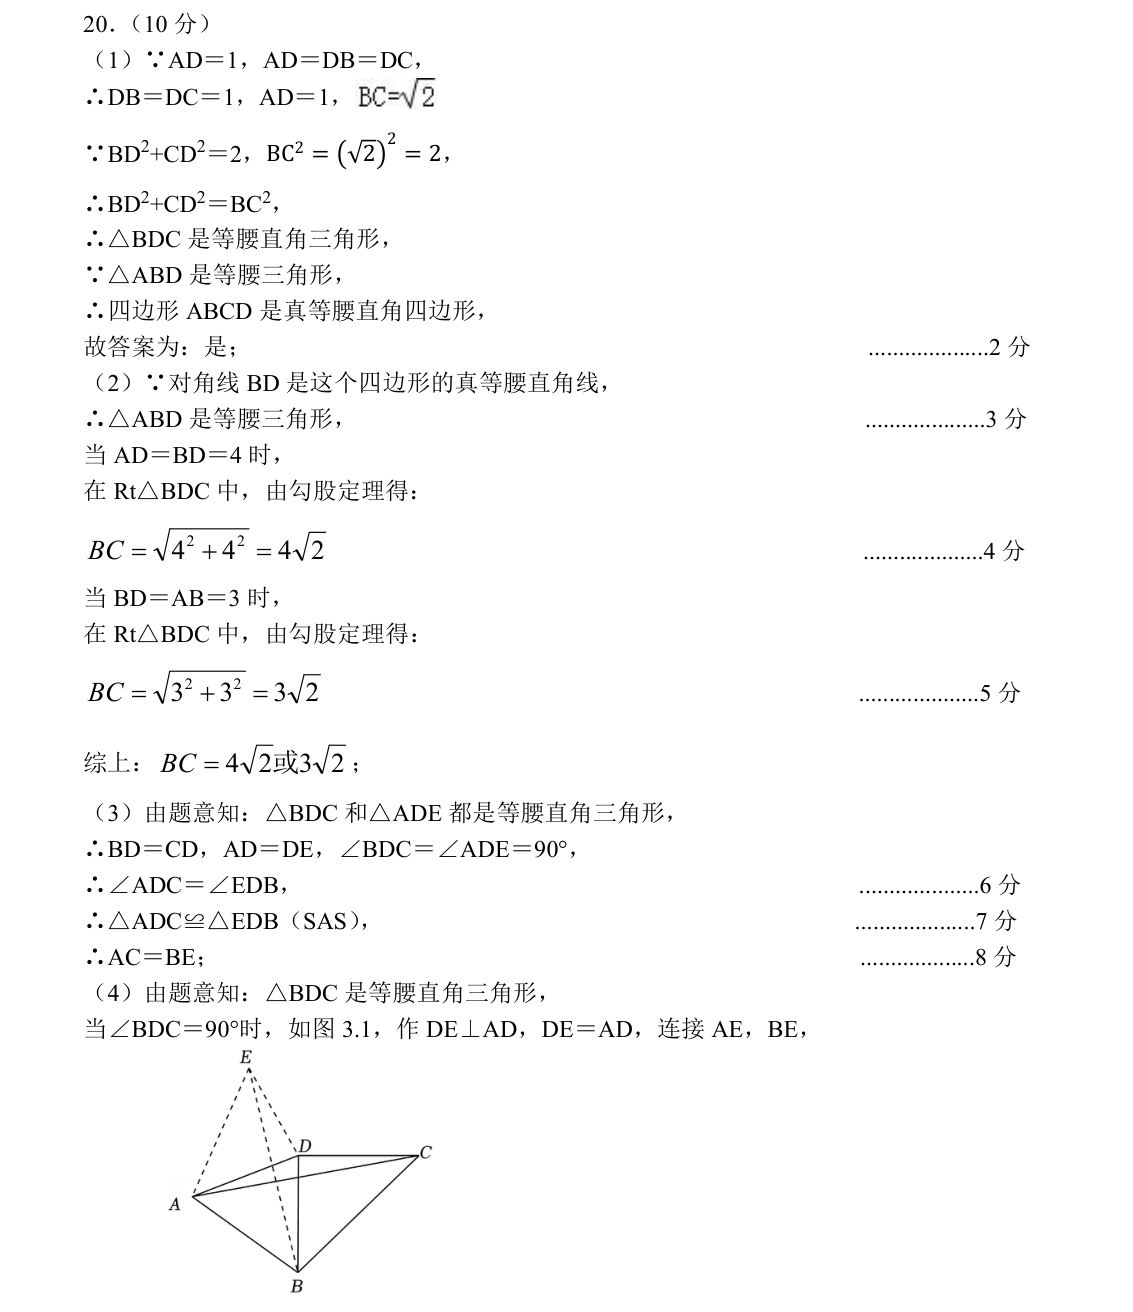 20.（10 分）
（1）∵AD＝1，AD＝DB＝DC，
∴DB＝DC＝1，AD＝1，BC=√2
∵BD²+CD²＝2，BC² = (√2)² = 2，
∴BD²+CD²＝BC²，
∴△BDC 是等腰直角三角形，
∵△ABD 是等腰三角形，
∴四边形 ABCD 是真等腰直角四边形，
故答案为：是； ....................2 分
（2）∵对角线 BD 是这个四边形的真等腰直角线，
∴△ABD 是等腰三角形， ....................3 分
当 AD＝BD＝4 时，
在 Rt△BDC 中，由勾股定理得：
BC = √(4² + 4²) = 4√2 ....................4 分
当 BD＝AB＝3 时，
在 Rt△BDC 中，由勾股定理得：
BC = √(3² + 3²) = 3√2 ....................5 分
综上：BC = 4√2或3√2；
（3）由题意知：△BDC 和△ADE 都是等腰直角三角形，
∴BD＝CD，AD＝DE，∠BDC＝∠ADE＝90°，
∴∠ADC＝∠EDB， ....................6 分
∴△ADC≌△EDB（SAS）， ....................7 分
∴AC＝BE； ...................8 分
（4）由题意知：△BDC 是等腰直角三角形，
当∠BDC＝90°时，如图 3.1，作 DE⊥AD，DE＝AD，连接 AE，BE，
E
D
C
A
B